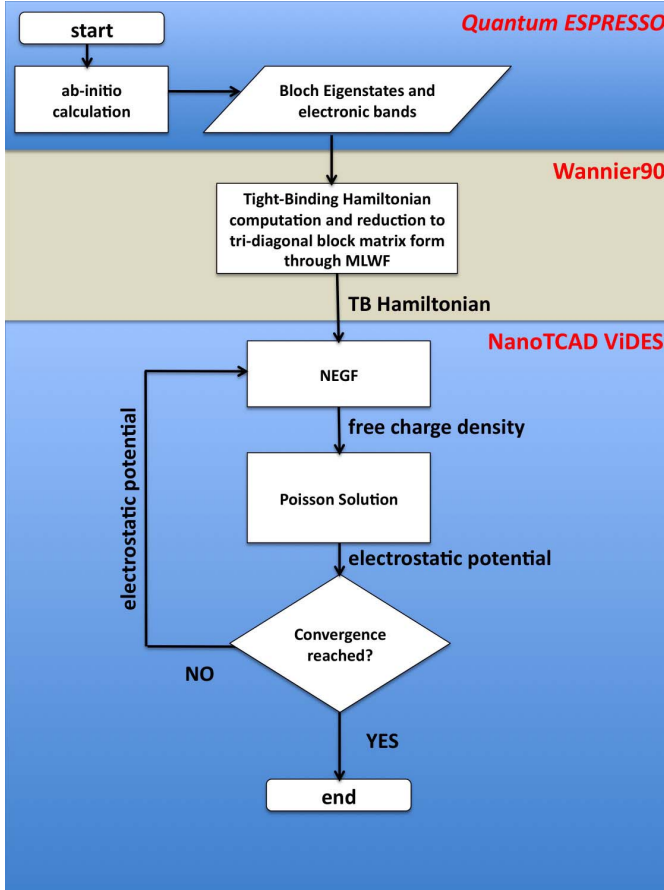 start
Quantum ESPRESSO
ab-initio
calculation
Bloch Eigenstates and
electronic bands
Wannier90
Tight-Binding Hamiltonian
computation and reduction to
tri-diagonal block matrix form
through MLWF
TB Hamiltonian
NanoTCAD ViDES
NEGF
free charge density
Poisson Solution
electrostatic potential
electrostatic potential
Convergence
reached?
NO
YES
end